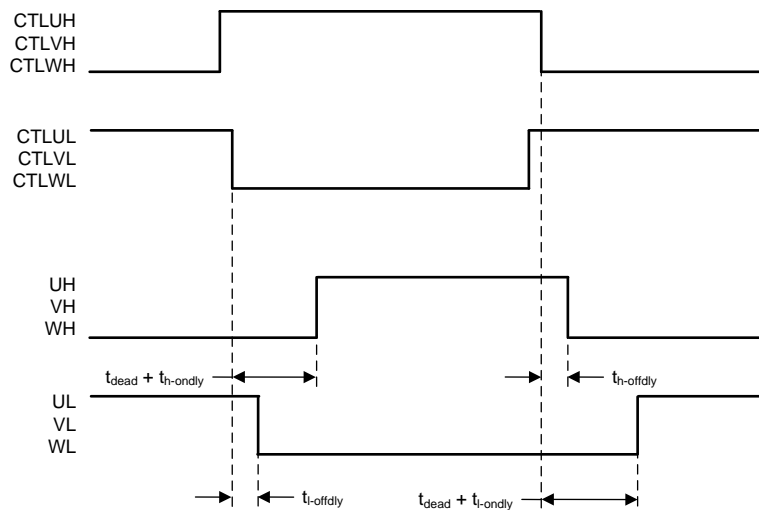 CTLUH
CTLVH
CTLWH
CTLUL
CTLVL
CTLWL
UH
VH
WH
tdead + th-ondly
th-offdly
UL
VL
WL
tl-offdly
tdead + tl-ondly